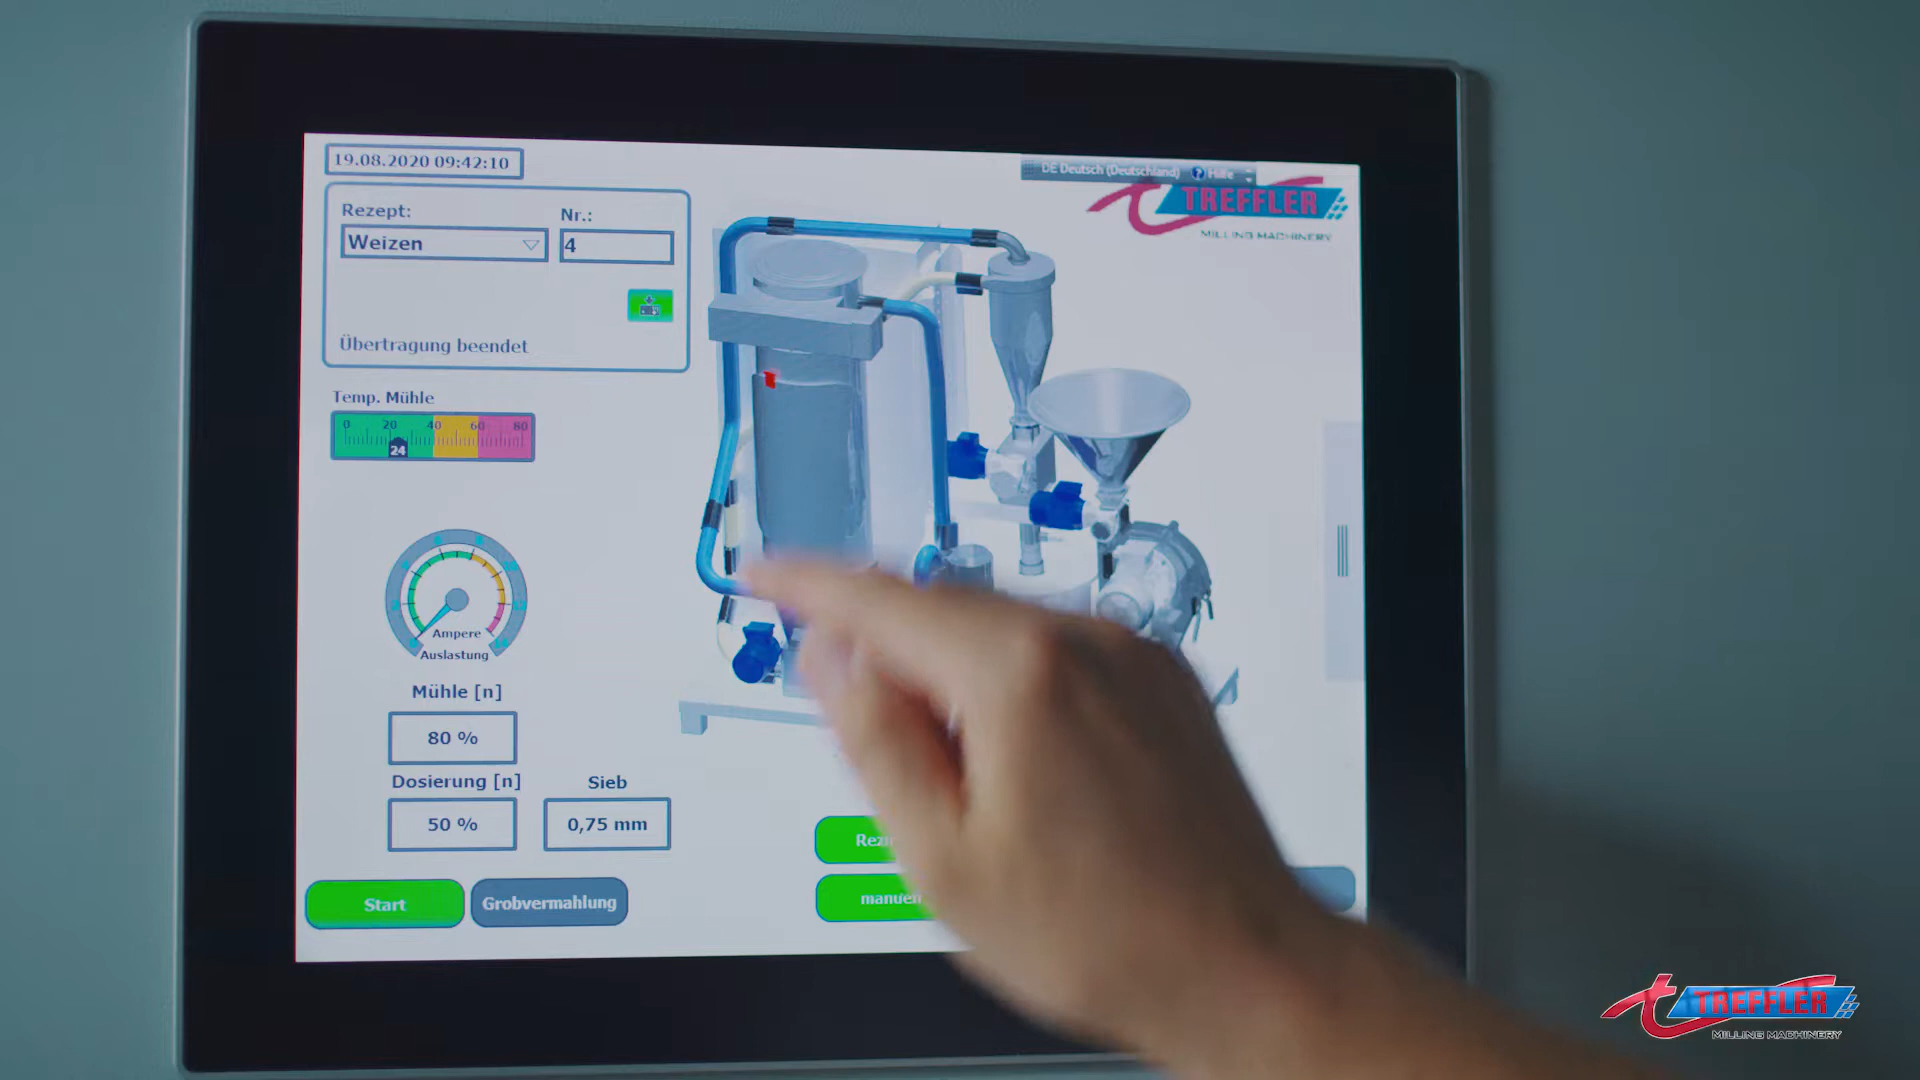 19.08.2020 09:42:10
DE Deutsch (Deutschland) Hilfe
TREFFLER
MILLING MACHINERY
Rezept:
Nr.:
Weizen
4
Übertragung beendet
Temp. Mühle
0 20 40 60 80
24
Ampere
Auslastung
Mühle [n]
80 %
Dosierung [n]
Sieb
50 %
0,75 mm
Start
Grobvermahlung
TREFFLER
MILLING MACHINERY